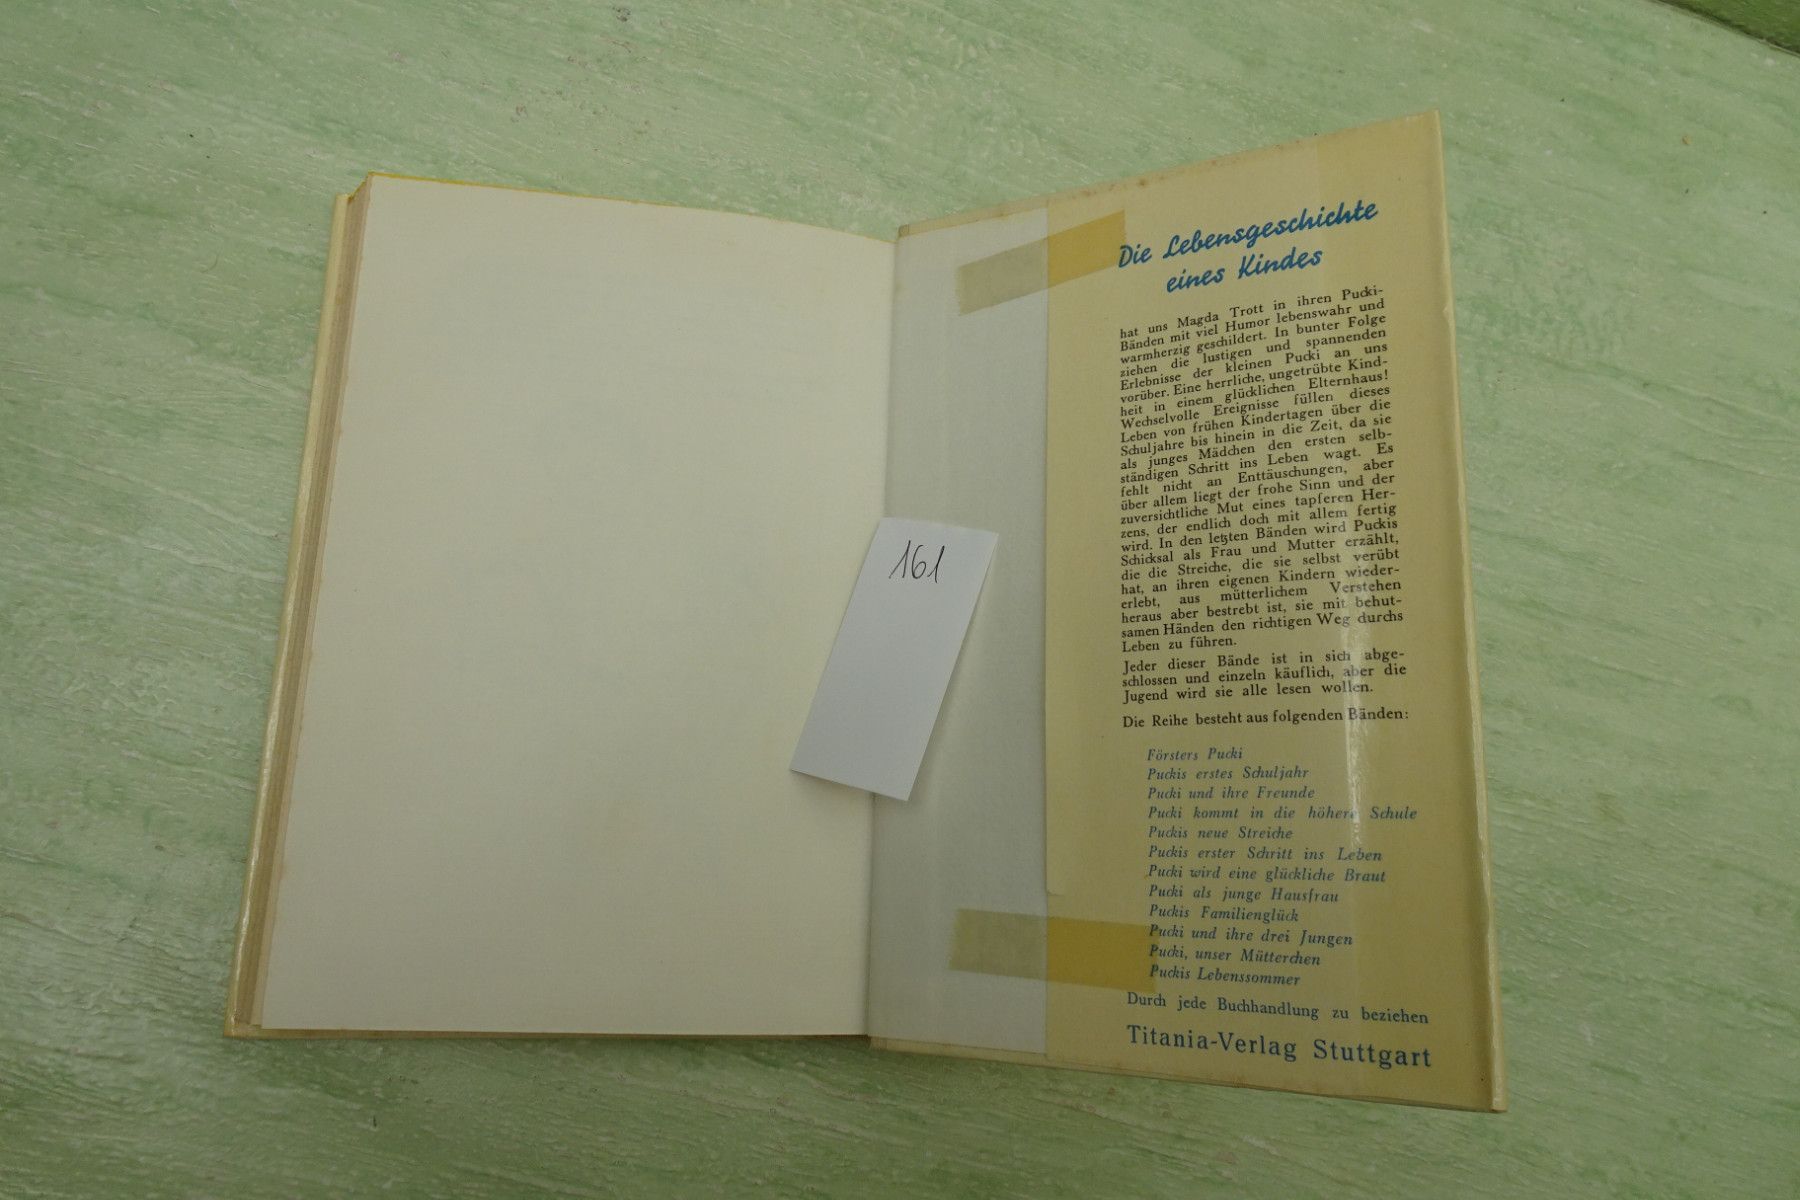 161
Die Lebensgeschichte
eines Kindes
hat uns Magda Trott in ihren Pucki-
Bänden mit viel Humor lebenswahr und
warmherzig geschildert. In bunter Folge
ziehen die lustigen und spannenden
Erlebnisse der kleinen Pucki an uns
vorüber. Eine herrliche, ungetrübte Kind-
heit in einem glücklichen Elternhaus!
Wechselvolle Ereignisse füllen dieses
Leben von frühen Kindertagen über die
Schuljahre bis hinein in die Zeit, da sie
als junges Mädchen den ersten selb-
ständigen Schritt ins Leben wagt. Es
fehlt nicht an Enttäuschungen, aber
über allem liegt der frohe Sinn und der
zuversichtliche Mut eines tapferen Her-
zens, der endlich doch mit allem fertig
wird. In den letzten Bänden wird Puckis
Schicksal als Frau und Mutter erzählt,
die die Streiche, die sie selbst verübt
hat, an ihren eigenen Kindern wieder-
erlebt, aus mütterlichem Verstehen
heraus aber bestrebt ist, sie mit behut-
samen Händen den richtigen Weg durchs
Leben zu führen.
Jeder dieser Bände ist in sich abge-
schlossen und einzeln käuflich, aber die
Jugend wird sie alle lesen wollen.
Die Reihe besteht aus folgenden Bänden:
Försters Pucki
Puckis erstes Schuljahr
Pucki und ihre Freunde
Pucki kommt in die höhere Schule
Puckis neue Streiche
Puckis erster Schritt ins Leben
Pucki wird eine glückliche Braut
Pucki als junge Hausfrau
Puckis Familienglück
Pucki und ihre drei Jungen
Pucki, unser Mütterchen
Puckis Lebenssommer
Durch jede Buchhandlung zu beziehen
Titania-Verlag Stuttgart